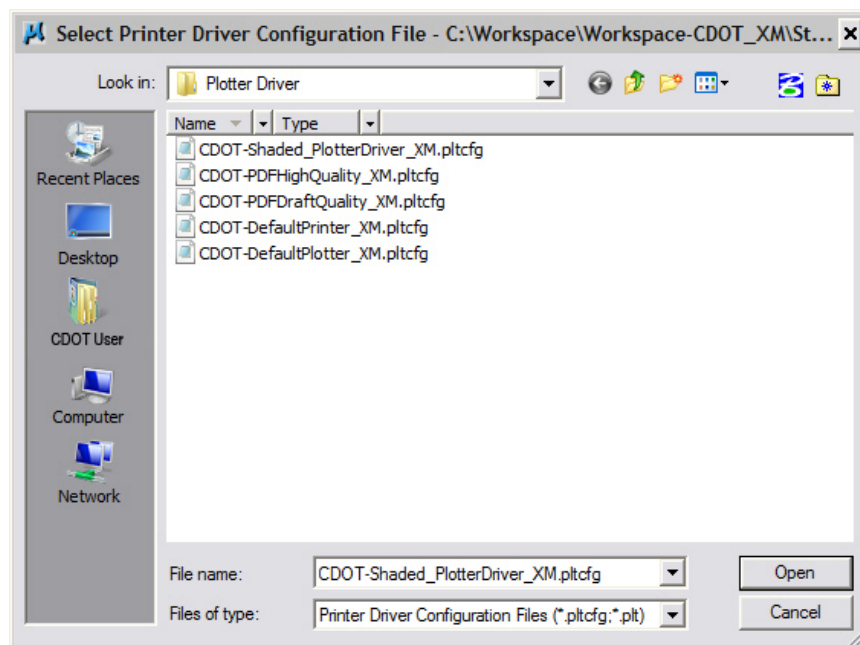 Select Printer Driver Configuration File - C:\Workspace\Workspace-CDOT_XM\St...
Look in: Plotter Driver
Name Type
CDOT-Shaded_PlotterDriver_XM.pltcfg
CDOT-PDFHighQuality_XM.pltcfg
CDOT-PDFDraftQuality_XM.pltcfg
CDOT-DefaultPrinter_XM.pltcfg
CDOT-DefaultPlotter_XM.pltcfg
Recent Places
Desktop
CDOT User
Computer
Network
File name: CDOT-Shaded_PlotterDriver_XM.pltcfg Open
Files of type: Printer Driver Configuration Files (*.pltcfg;*.plt) Cancel